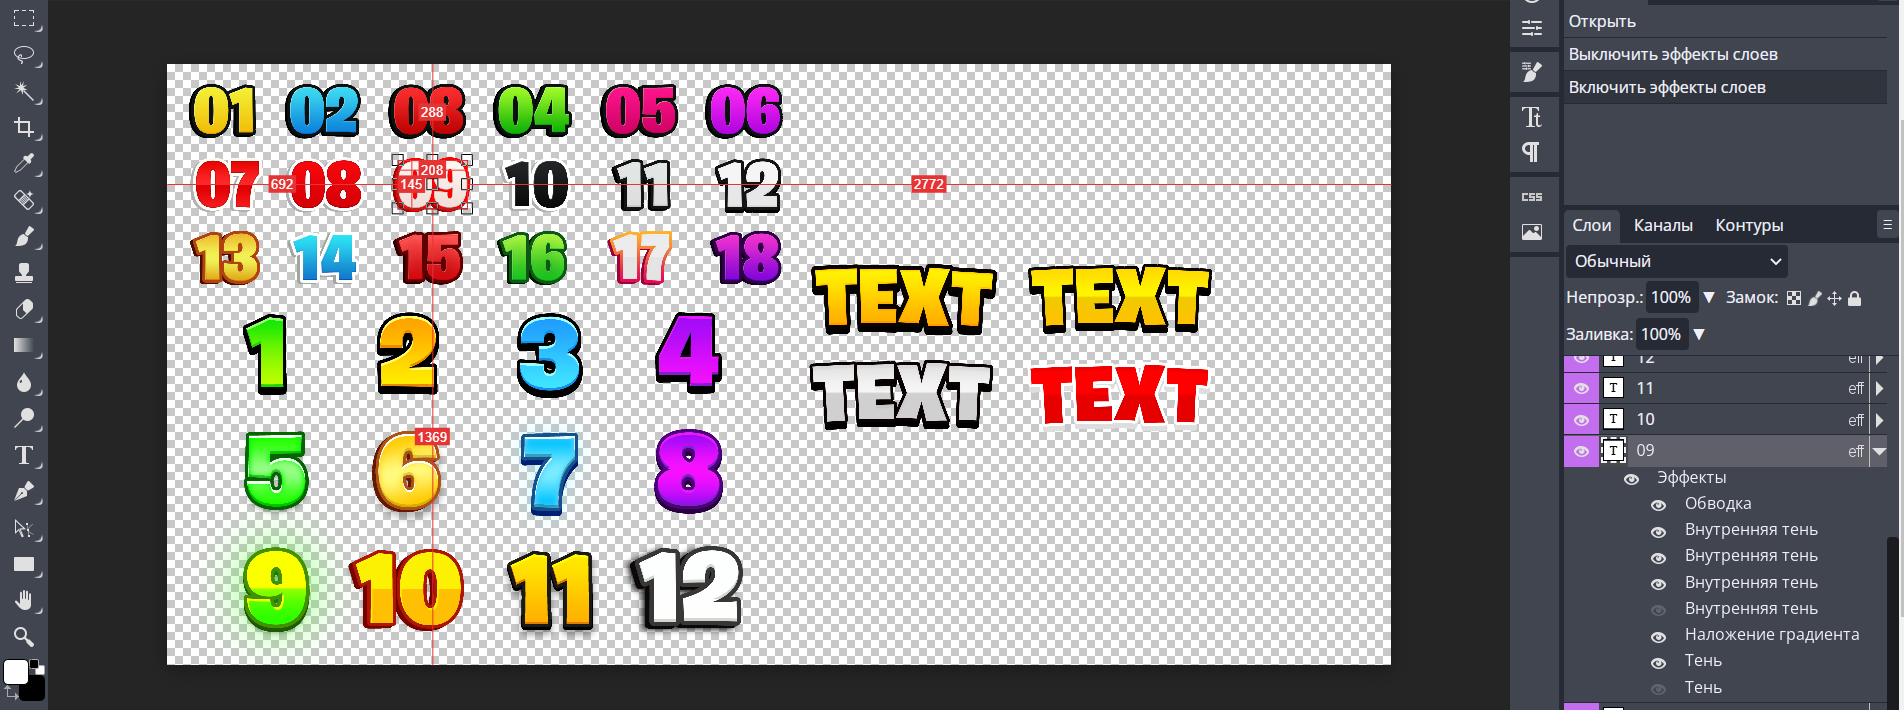 01 02 03 04 05 06
288
07 08 09 10 11 12
208
692 145 2772
13 14 15 16 17 18
TEXT TEXT
1 2 3 4
TEXT TEXT
1369
5 6 7 8
9 10 11 12
T
Tt
¶
css
Открыть
Выключить эффекты слоев
Включить эффекты слоев
Слои Каналы Контуры
Обычный
Непрозр.: 100% Замок:
Заливка: 100%
T 12 eff
T 11 eff
T 10 eff
T 09 eff
Эффекты
Обводка
Внутренняя тень
Внутренняя тень
Внутренняя тень
Внутренняя тень
Наложение градиента
Тень
Тень